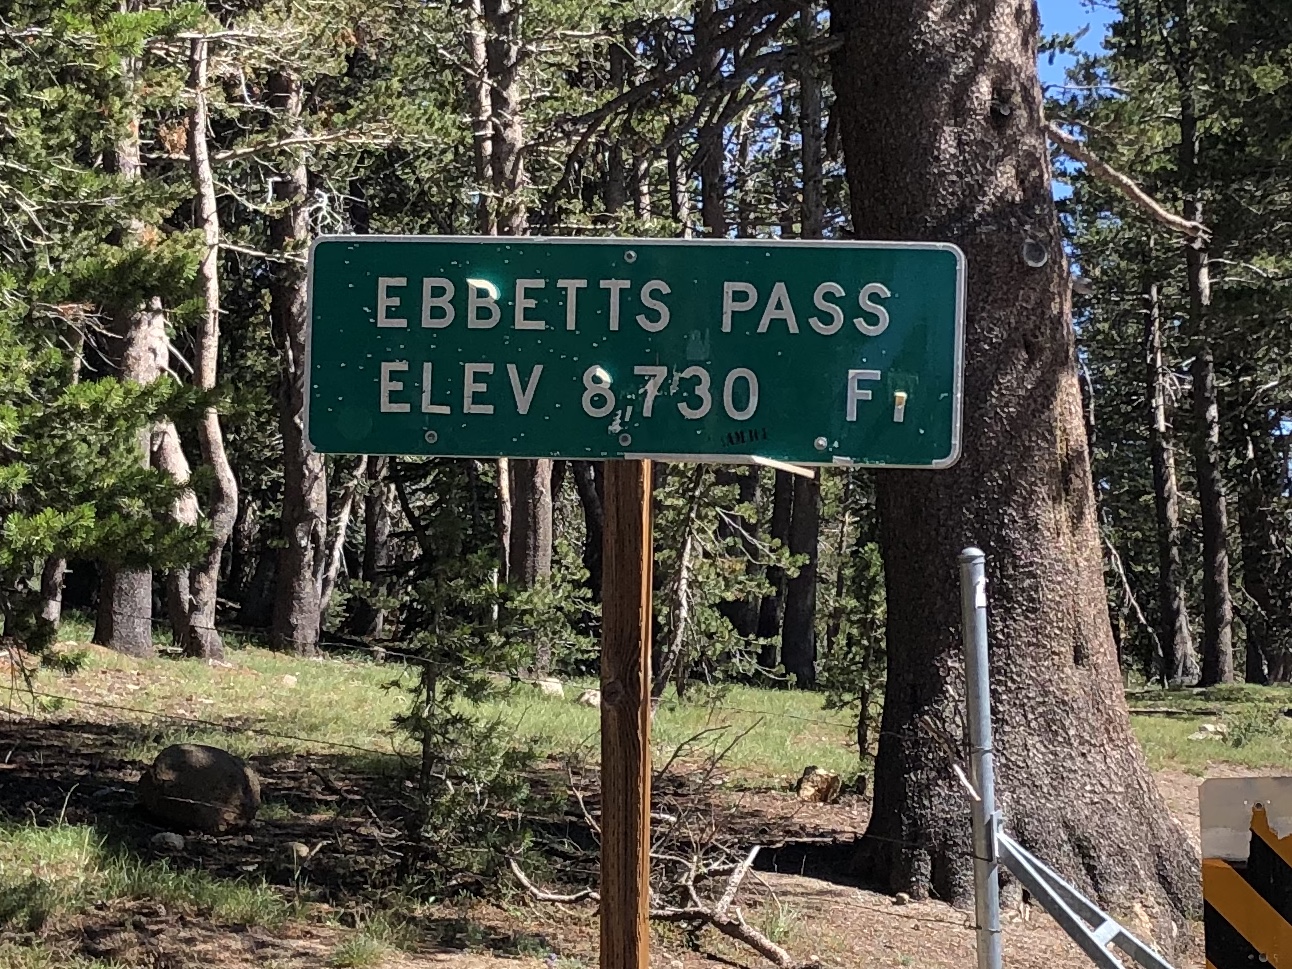 EBBETTS PASS
ELEV 8,730 FT